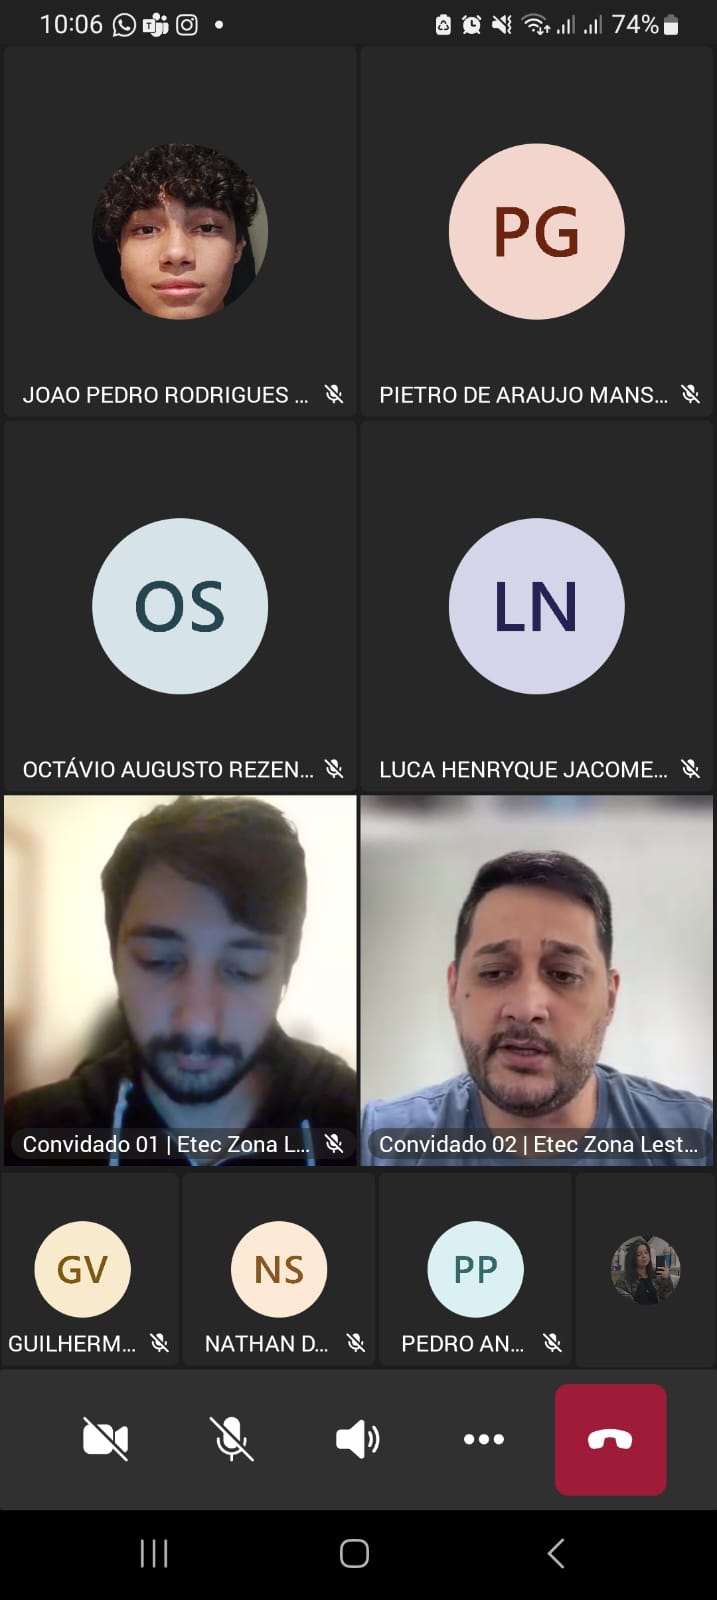 10:06 74%
PG
JOAO PEDRO RODRIGUES ... PIETRO DE ARAUJO MANS...
OS LN
OCTÁVIO AUGUSTO REZEN... LUCA HENRYQUE JACOME...
Convidado 01 | Etec Zona L... Convidado 02 | Etec Zona Lest...
GV NS PP
GUILHERM... NATHAN D... PEDRO AN...